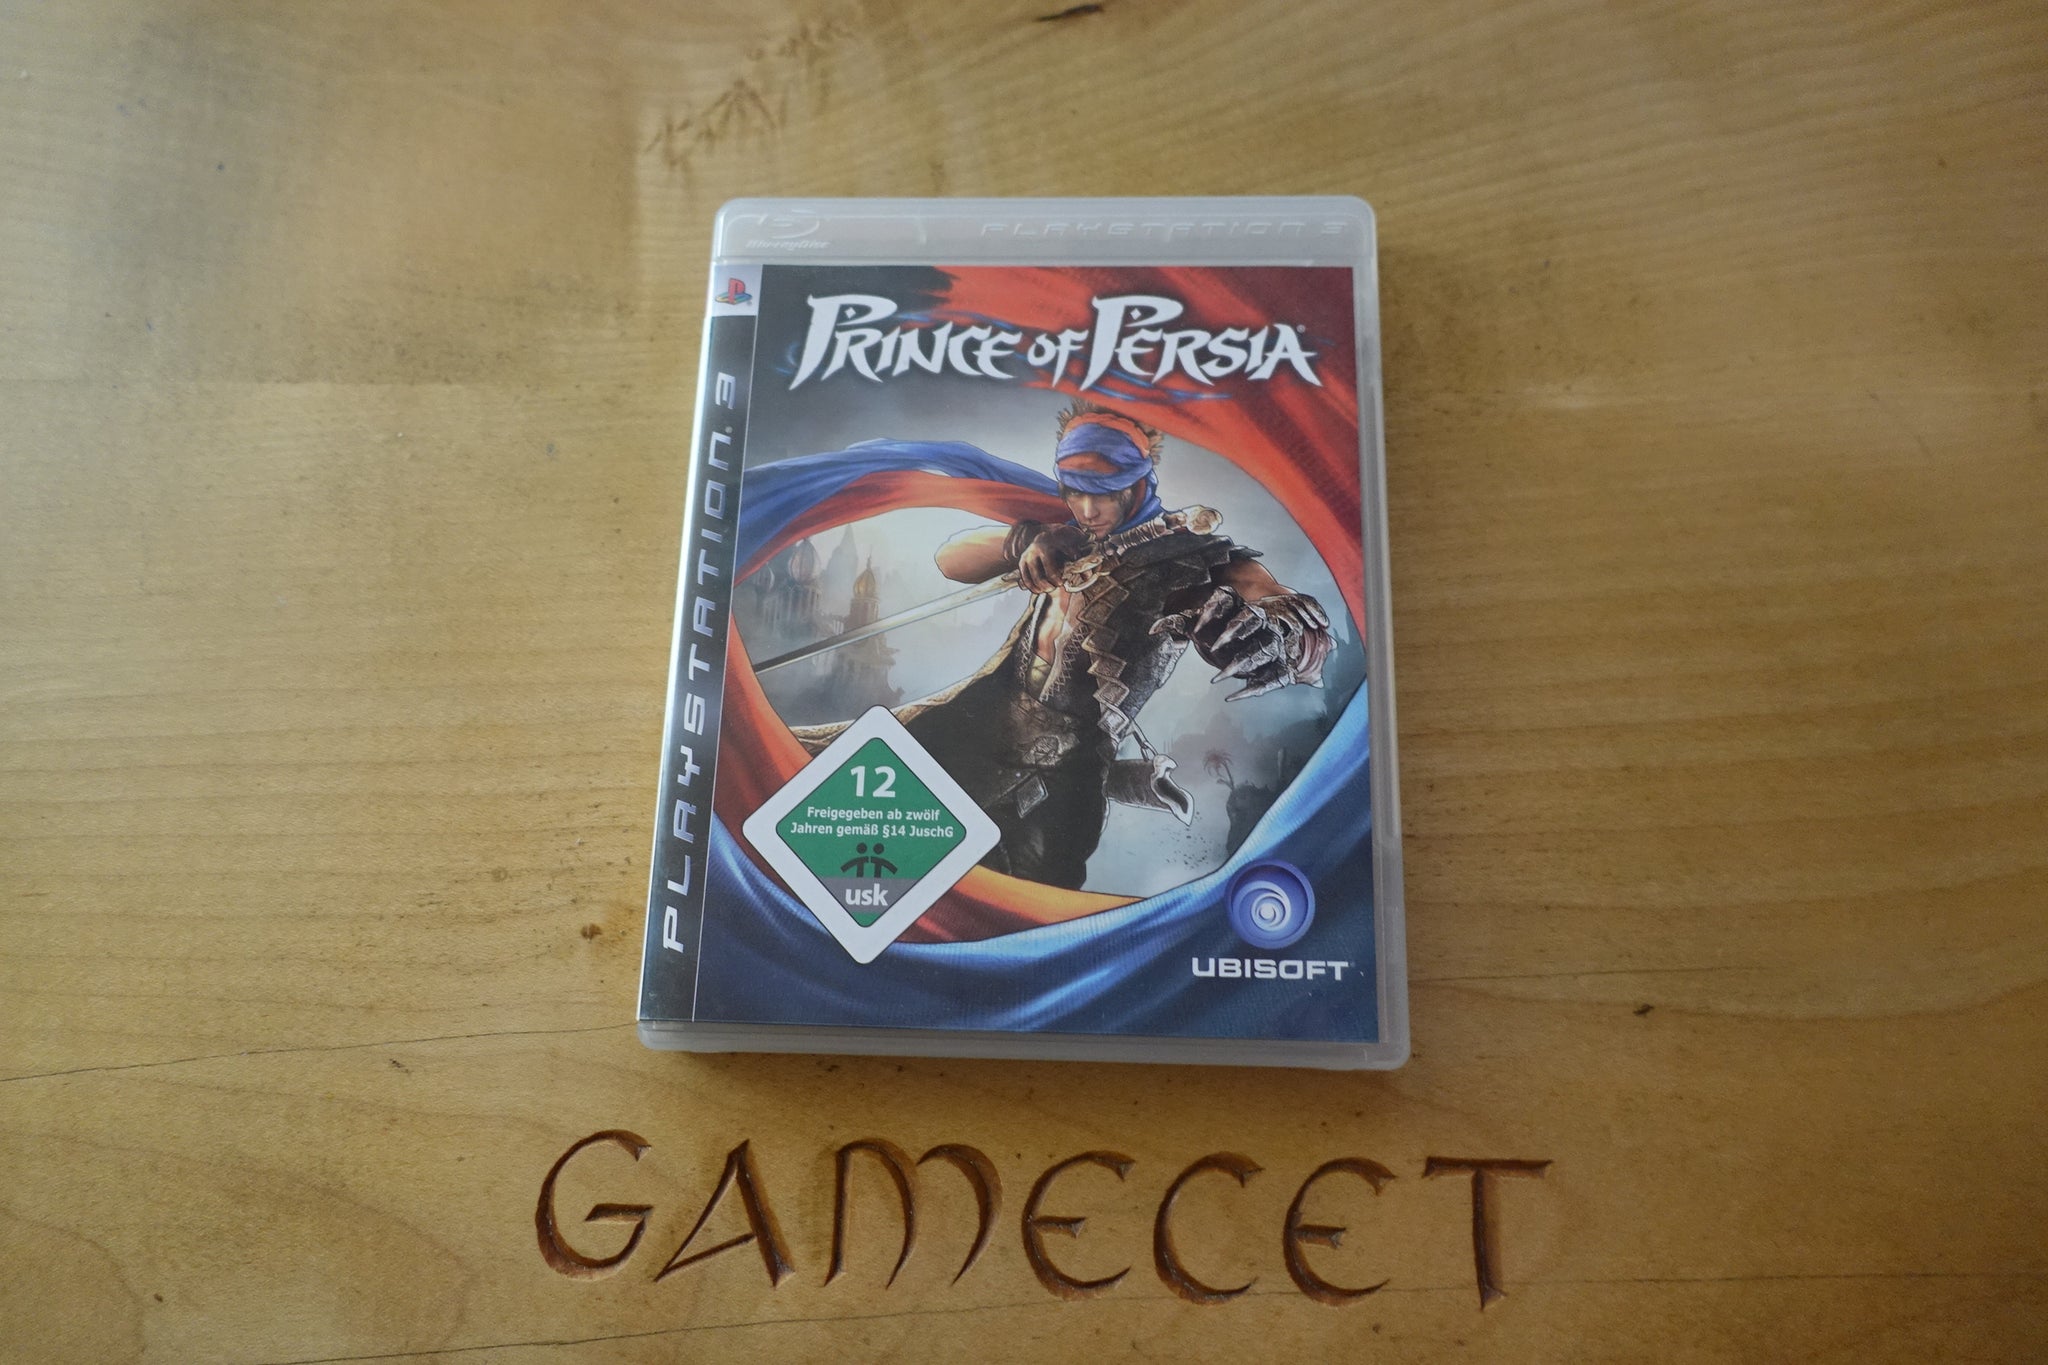 Blu-ray Disc
PLAYSTATION 3
PLAYSTATION®3
PRINCE OF PERSIA®
12
Freigegeben ab zwölf
Jahren gemäß §14 JuschG
usk
UBISOFT
GAMECET